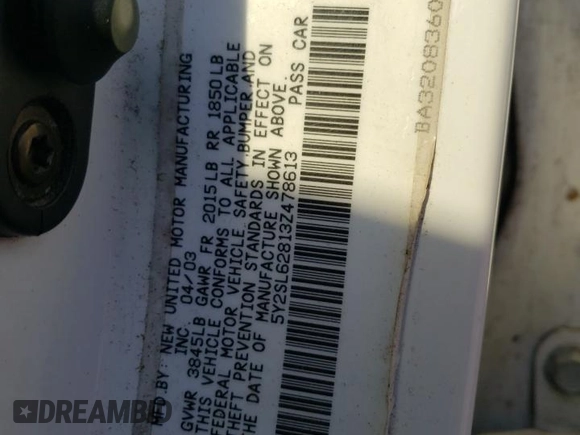 MFD BY: NEW UNITED MOTOR MANUFACTURING
INC. 04/03
GVWR 3845LB GAWR FR 2015LB RR 1850LB
THIS VEHICLE CONFORMS TO ALL APPLICABLE
FEDERAL MOTOR VEHICLE SAFETY,BUMPER,AND
THEFT PREVENTION STANDARDS IN EFFECT ON
THE DATE OF MANUFACTURE SHOWN ABOVE.
5Y2SL62813Z478613 PASS CAR
BA3208360
DREAMBID